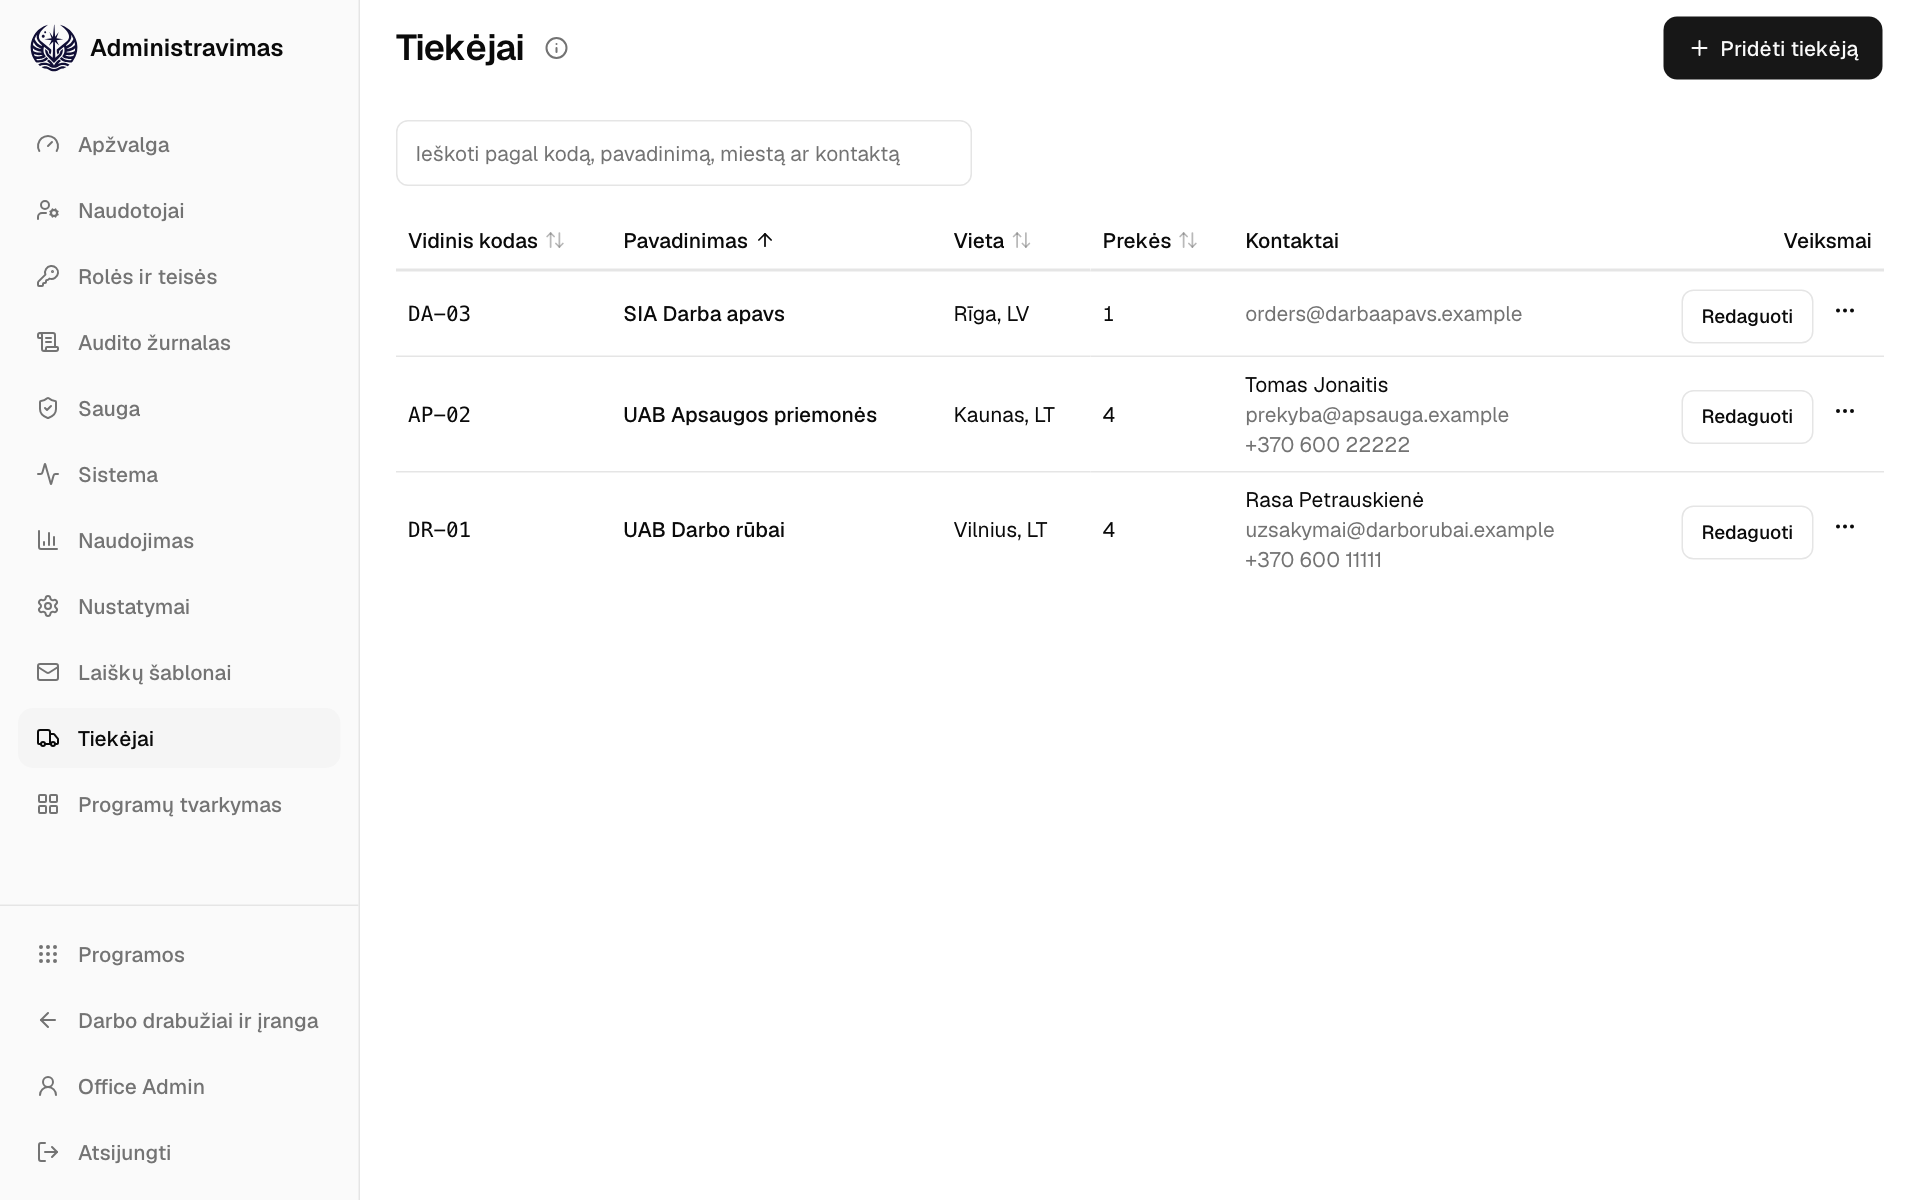 Administravimas
Apžvalga
Naudotojai
Rolės ir teisės
Audito žurnalas
Sauga
Sistema
Naudojimas
Nustatymai
Laiškų šablonai
Tiekėjai
Programų tvarkymas
Programos
Darbo drabužiai ir įranga
Office Admin
Atsijungti
Tiekėjai
Pridėti tiekėją
Ieškoti pagal kodą, pavadinimą, miestą ar kontaktą
Vidinis kodas Pavadinimas Vieta Prekės Kontaktai Veiksmai
DA-03 SIA Darba apavs Rīga, LV 1 orders@darbaapavs.example Redaguoti
Tomas Jonaitis
AP-02 UAB Apsaugos priemonės Kaunas, LT 4 prekyba@apsauga.example Redaguoti
+370 600 22222
Rasa Petrauskienė
DR-01 UAB Darbo rūbai Vilnius, LT 4 uzsakymai@darborubai.example Redaguoti
+370 600 11111